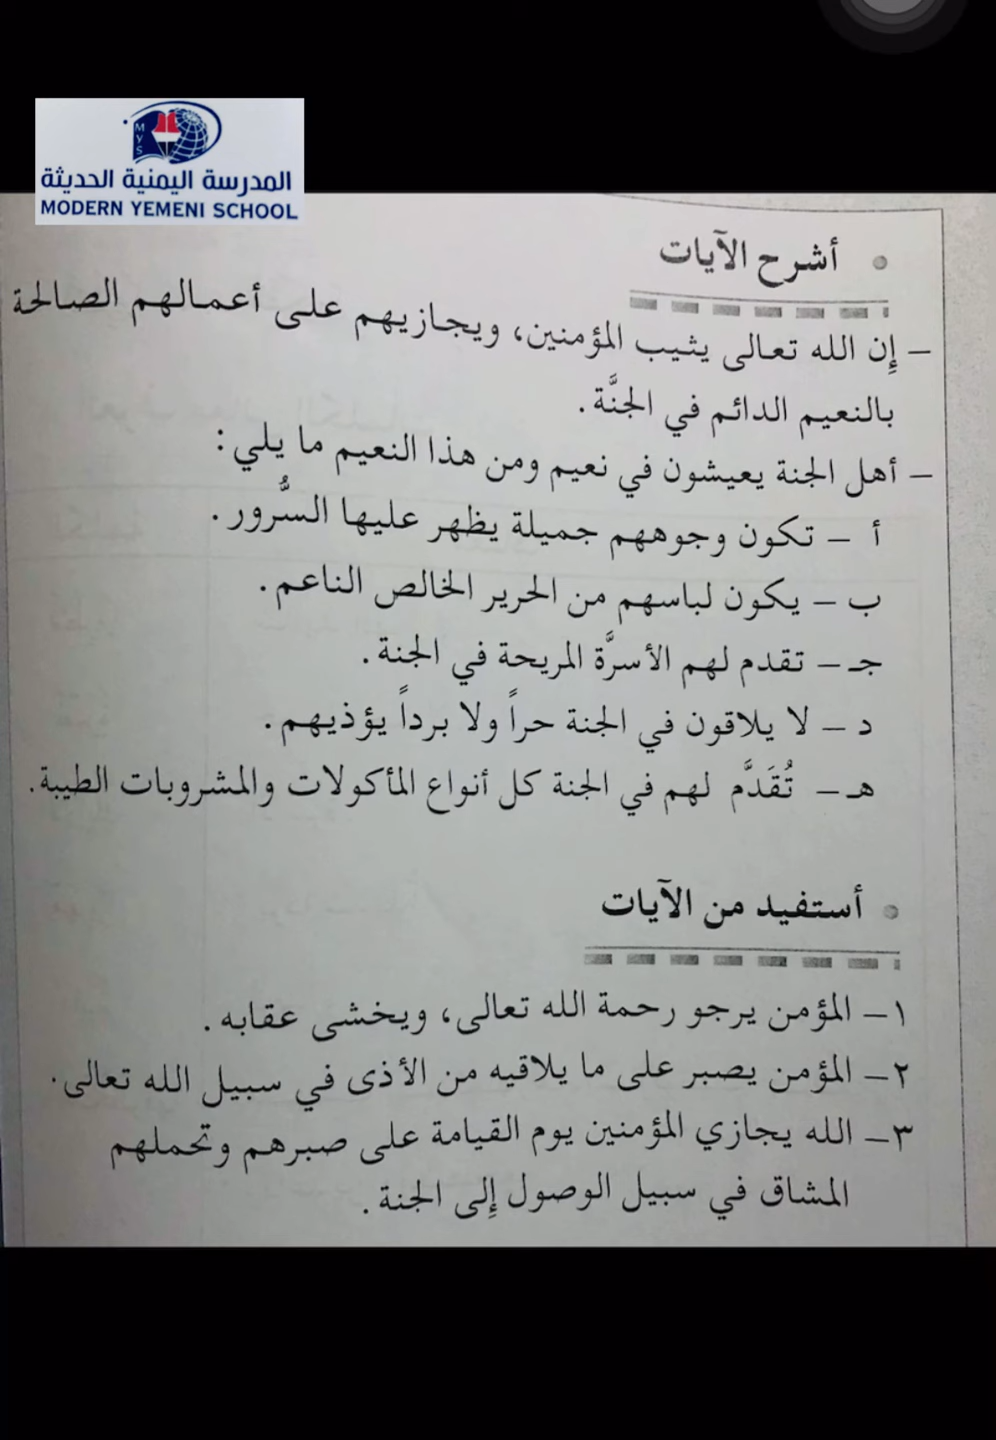 MYS
المدرسة اليمنية الحديثة
MODERN YEMENI SCHOOL
• أشرح الآيات
– إِن الله تعالى يثيب المؤمنين، ويجازيهم على أعمالهم الصالحة
بالنعيم الدائم في الجنَّة .
– أهل الجنة يعيشون في نعيم ومن هذا النعيم ما يلي :
أ – تكون وجوههم جميلة يظهر عليها السُّرور .
ب – يكون لباسهم من الحرير الخالص الناعم .
جـ – تقدم لهم الأسرَّة المريحة في الجنة .
د – لا يلاقون في الجنة حراً ولا برداً يؤذيهم .
هـ – تُقَدَّم لهم في الجنة كل أنواع المأكولات والمشروبات الطيبة.
• أستفيد من الآيات
١– المؤمن يرجو رحمة الله تعالى، ويخشى عقابه .
٢– المؤمن يصبر على ما يلاقيه من الأذى في سبيل الله تعالى .
٣– الله يجازي المؤمنين يوم القيامة على صبرهم وتحملهم
المشاق في سبيل الوصول إِلى الجنة .